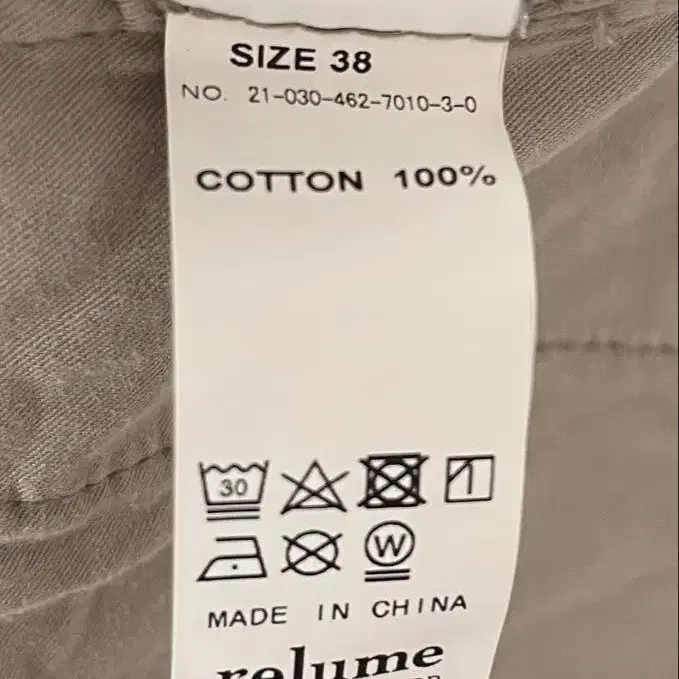 SIZE 38
NO. 21-030-462-7010-3-0
COTTON 100%
30
W
MADE IN CHINA
relume